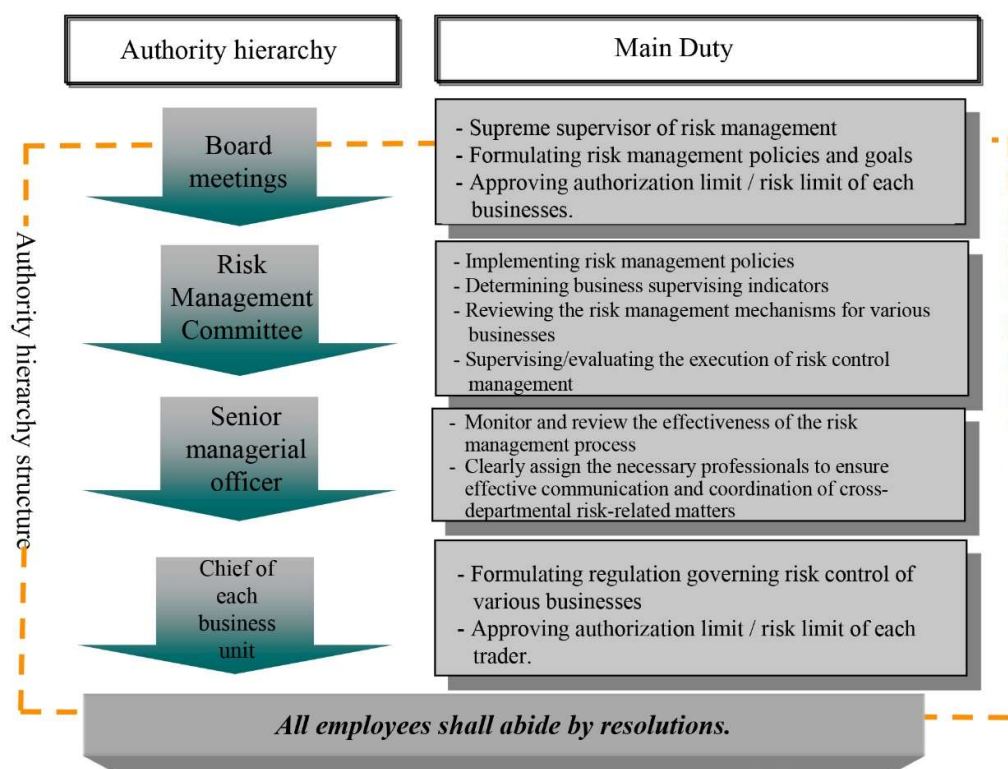 Authority hierarchy
Main Duty
Board
meetings
- Supreme supervisor of risk management
- Formulating risk management policies and goals
- Approving authorization limit / risk limit of each
businesses.
Risk
Management
Committee
- Implementing risk management policies
- Determining business supervising indicators
- Reviewing the risk management mechanisms for various
businesses
- Supervising/evaluating the execution of risk control
management
Senior
managerial
officer
- Monitor and review the effectiveness of the risk
management process
- Clearly assign the necessary professionals to ensure
effective communication and coordination of cross-
departmental risk-related matters
Chief of
each
business
unit
- Formulating regulation governing risk control of
various businesses
- Approving authorization limit / risk limit of each
trader.
Authority hierarchy structure
All employees shall abide by resolutions.